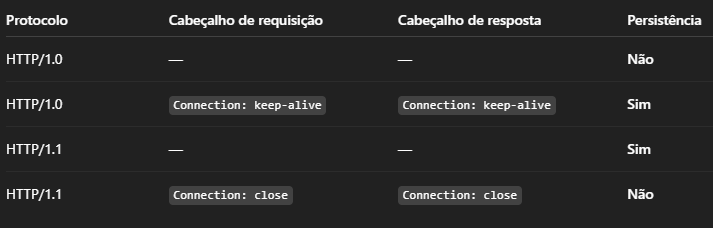 Protocolo Cabeçalho de requisição Cabeçalho de resposta Persistência
HTTP/1.0 — — Não
HTTP/1.0 Connection: keep-alive Connection: keep-alive Sim
HTTP/1.1 — — Sim
HTTP/1.1 Connection: close Connection: close Não